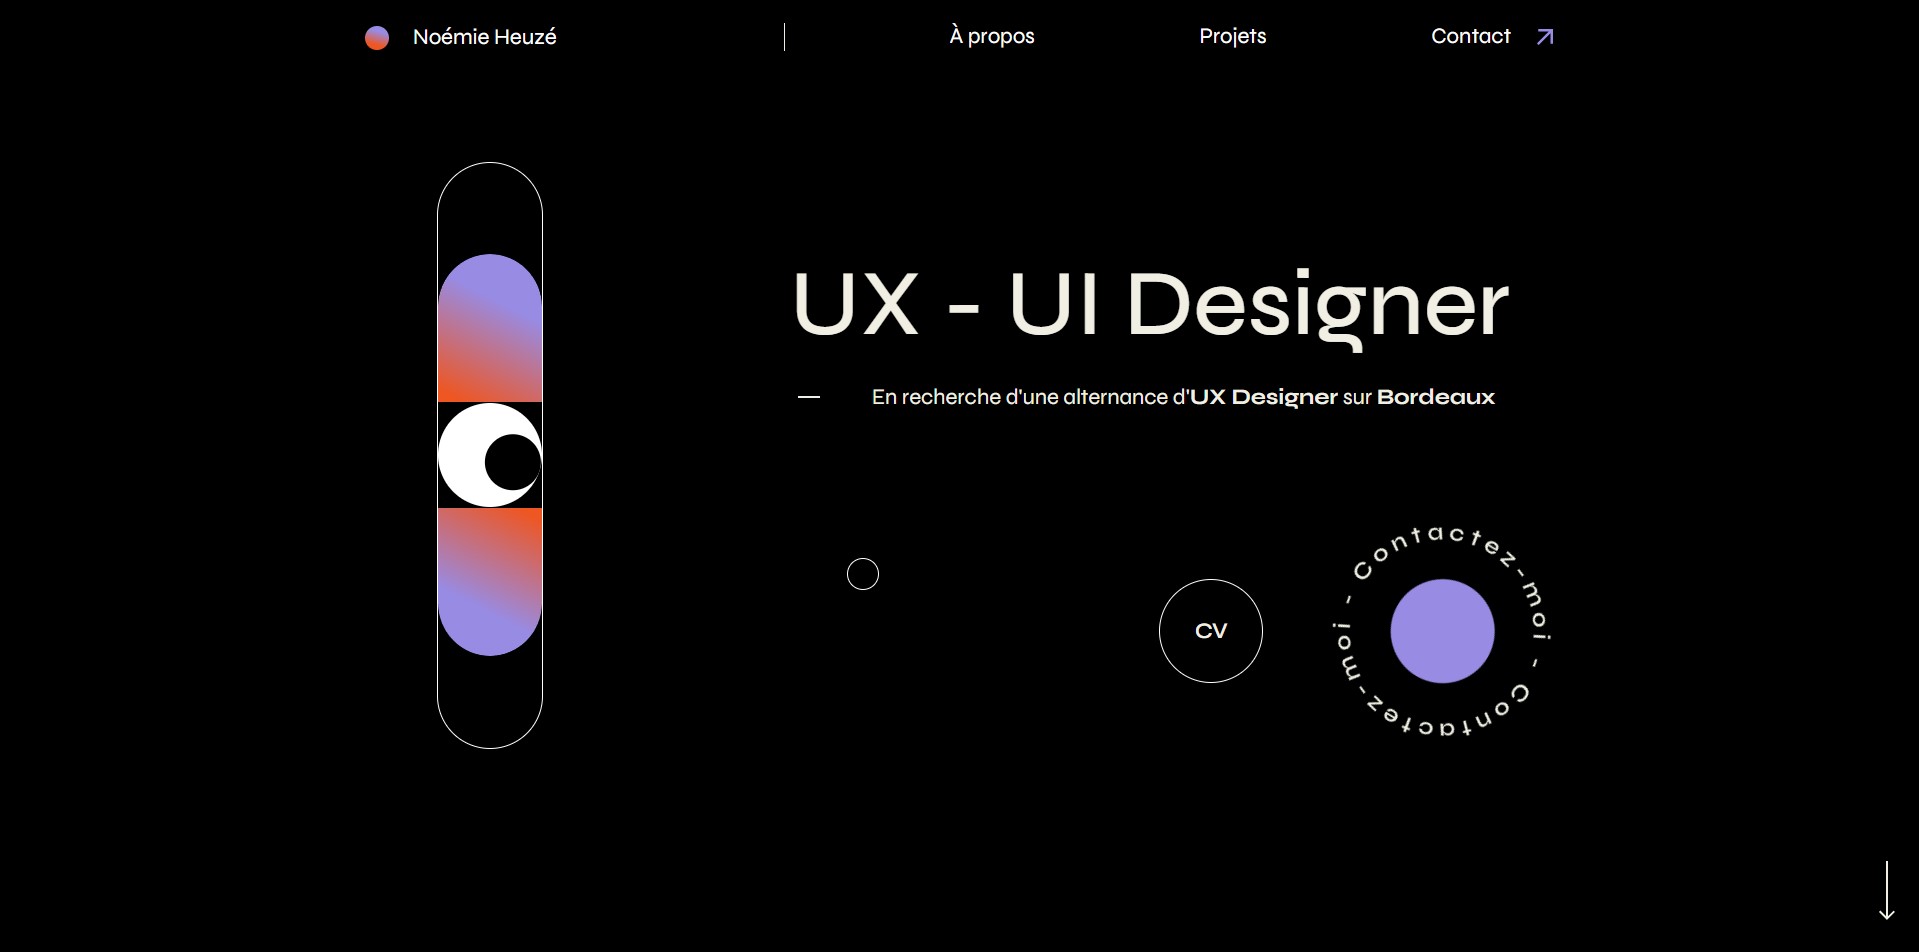 Noémie Heuzé
À propos
Projets
Contact
UX - UI Designer
En recherche d'une alternance d'UX Designer sur Bordeaux
CV
Contactez-moi - Contactez-moi -